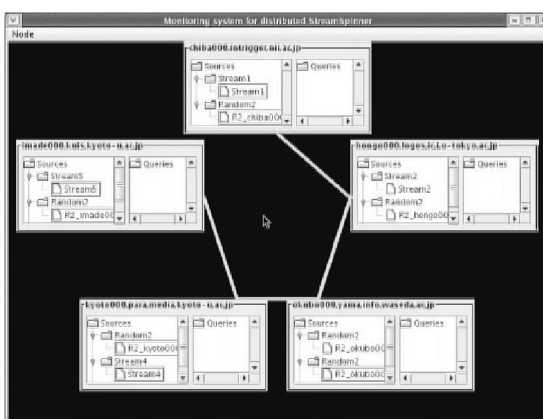 Monitoring system for distributed StreamSpinner
Node
chiba000.intrigger.nii.ac.jp
Sources
Stream1
Stream1
Random2
R2_chiba00
Queries
imade000.kuis.kyoto-u.ac.jp
Sources
Stream5
Stream5
Random2
R2_imade00
Queries
hongo000.logos.ic.i.u-tokyo.ac.jp
Sources
Stream2
Stream2
Random2
R2_hongo00
Queries
kyoto000.para.media.kyoto-u.ac.jp
Sources
Random2
R2_kyoto00
Stream4
Stream4
Queries
okubo000.yama.info.waseda.ac.jp
Sources
Random2
R2_okubo00
Random2
R2_okubo00
Queries